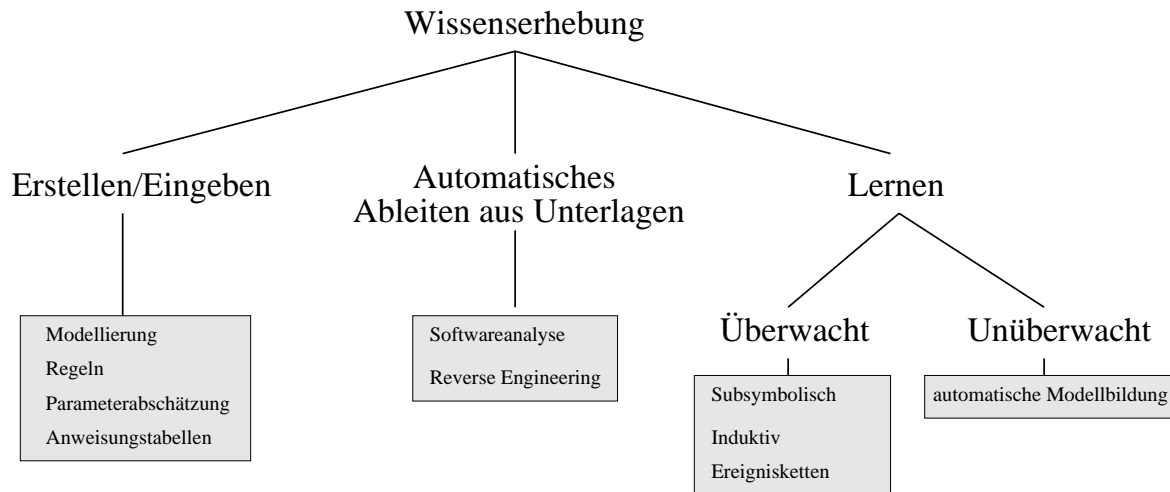 Wissenserhebung
Erstellen/Eingeben
Automatisches
Ableiten aus Unterlagen
Lernen
Modellierung
Regeln
Parameterabschätzung
Anweisungstabellen
Softwareanalyse
Reverse Engineering
Überwacht
Unüberwacht
Subsymbolisch
Induktiv
Ereignisketten
automatische Modellbildung